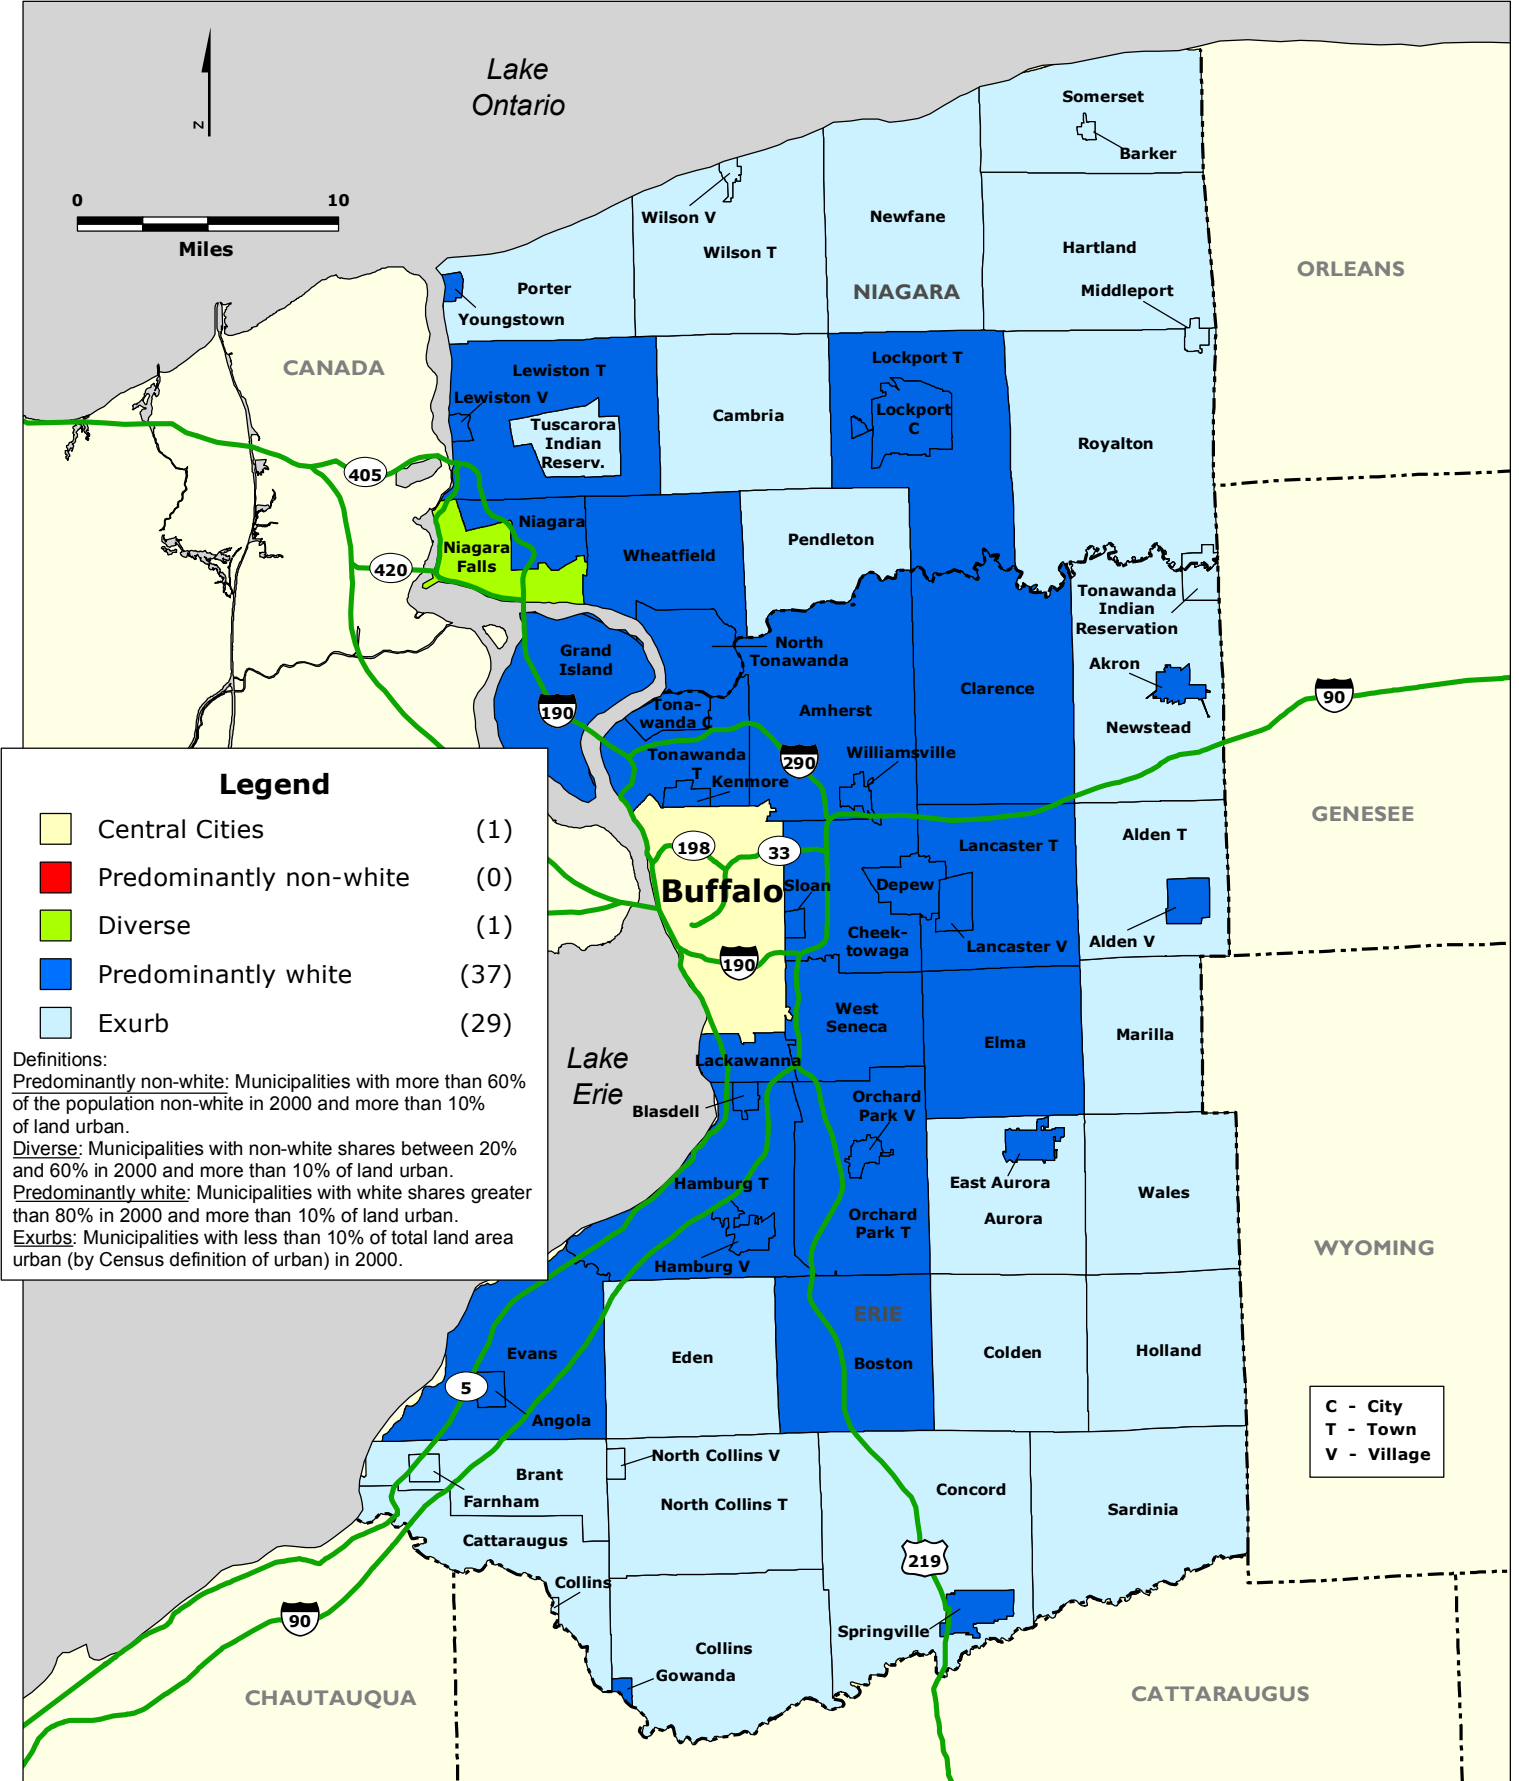 Lake
Ontario
N
0 10
Miles
Somerset
Barker
Wilson V
Wilson T
Newfane
Hartland
Middleport
NIAGARA
ORLEANS
Porter
Youngstown
CANADA
Lewiston T
Lewiston V
Tuscarora
Indian
Reserv.
Cambria
Lockport T
Lockport
C
Royalton
405
Niagara
Niagara
Falls
420
Wheatfield
Pendleton
Tonawanda
Indian
Reservation
Grand
Island
North
Tonawanda
Akron
Clarence
Newstead
90
190
Tona-
wanda C
Amherst
Tonawanda
T
Kenmore
290
Williamsville
GENESEE
198
33
Buffalo
Sloan
Depew
Lancaster T
Alden T
Cheek-
towaga
Lancaster V
Alden V
190
West
Seneca
Elma
Marilla
Lackawanna
Lake
Erie
Blasdell
Orchard
Park V
Hamburg T
East Aurora
Aurora
Wales
Orchard
Park T
Hamburg V
WYOMING
ERIE
Evans
Eden
Boston
Colden
Holland
5
Angola
North Collins V
Brant
Farnham
North Collins T
Concord
Sardinia
Cattaraugus
Collins
219
90
Springville
Collins
Gowanda
CHAUTAUQUA
CATTARAUGUS
Legend
Central Cities (1)
Predominantly non-white (0)
Diverse (1)
Predominantly white (37)
Exurb (29)
Definitions:
Predominantly non-white: Municipalities with more than 60%
of the population non-white in 2000 and more than 10%
of land urban.
Diverse: Municipalities with non-white shares between 20%
and 60% in 2000 and more than 10% of land urban.
Predominantly white: Municipalities with white shares greater
than 80% in 2000 and more than 10% of land urban.
Exurbs: Municipalities with less than 10% of total land area
urban (by Census definition of urban) in 2000.
C - City
T - Town
V - Village